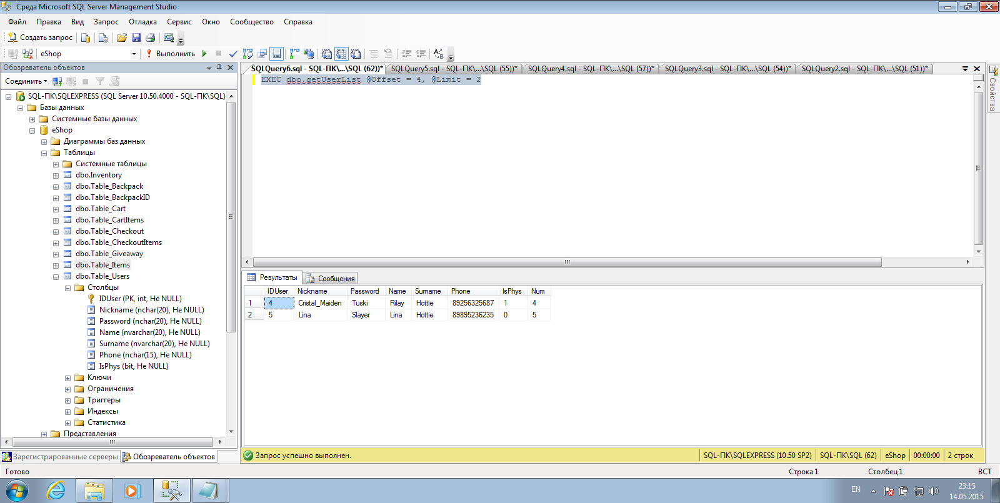 Среда Microsoft SQL Server Management Studio
Файл Правка Вид Запрос Отладка Сервис Окно Сообщество Справка
Создать запрос
eShop Выполнить
Обозреватель объектов
Соединить
SQL-ПК\SQLEXPRESS (SQL Server 10.50.4000 - SQL-ПК\SQL)
Базы данных
Системные базы данных
eShop
Диаграммы баз данных
Таблицы
Системные таблицы
dbo.Inventory
dbo.Table_Backpack
dbo.Table_BackpackID
dbo.Table_Cart
dbo.Table_CartItems
dbo.Table_Checkout
dbo.Table_CheckoutItems
dbo.Table_Giveaway
dbo.Table_Items
dbo.Table_Users
Столбцы
IDUser (PK, int, Не NULL)
Nickname (nchar(20), Не NULL)
Password (nchar(20), Не NULL)
Name (nvarchar(20), Не NULL)
Surname (nvarchar(20), Не NULL)
Phone (nchar(15), Не NULL)
IsPhys (bit, Не NULL)
Ключи
Ограничения
Триггеры
Индексы
Статистика
Представления
Зарегистрированные серверы Обозреватель объектов
SQLQuery6.sql - SQL-ПК\...\SQL (62))* SQLQuery5.sql - SQL-ПК\...\SQL (55))* SQLQuery4.sql - SQL-ПК\...\SQL (57))* SQLQuery3.sql - SQL-ПК\...\SQL (54))* SQLQuery2.sql - SQL-ПК\...\SQL (51))*
EXEC dbo.getUserList @Offset = 4, @Limit = 2
Свойства
Результаты Сообщения
IDUser Nickname Password Name Surname Phone IsPhys Num
1 4 Cristal_Maiden Tuski Rilay Hottie 89256325687 1 4
2 5 Lina Slayer Lina Hottie 89895236235 0 5
Запрос успешно выполнен. SQL-ПК\SQLEXPRESS (10.50 SP2) SQL-ПК\SQL (62) eShop 00:00:00 2 строк
Готово Строка 1 Столбец 1 ВСТ
EN 23:15
14.05.2015